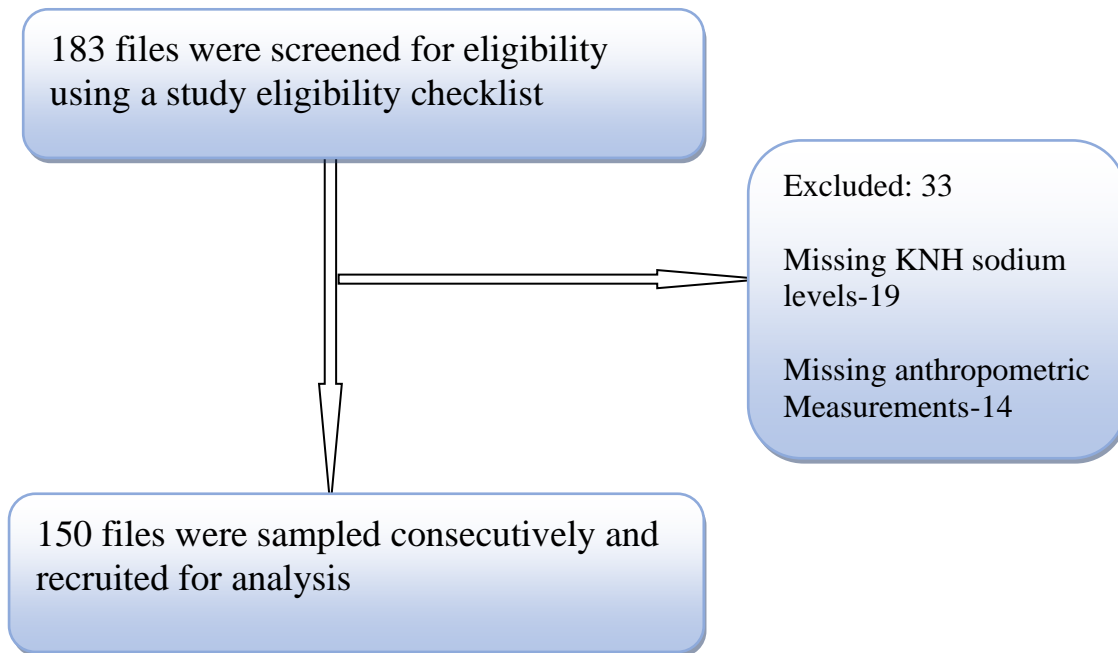 183 files were screened for eligibility
using a study eligibility checklist
Excluded: 33
Missing KNH sodium
levels-19
Missing anthropometric
Measurements-14
150 files were sampled consecutively and
recruited for analysis